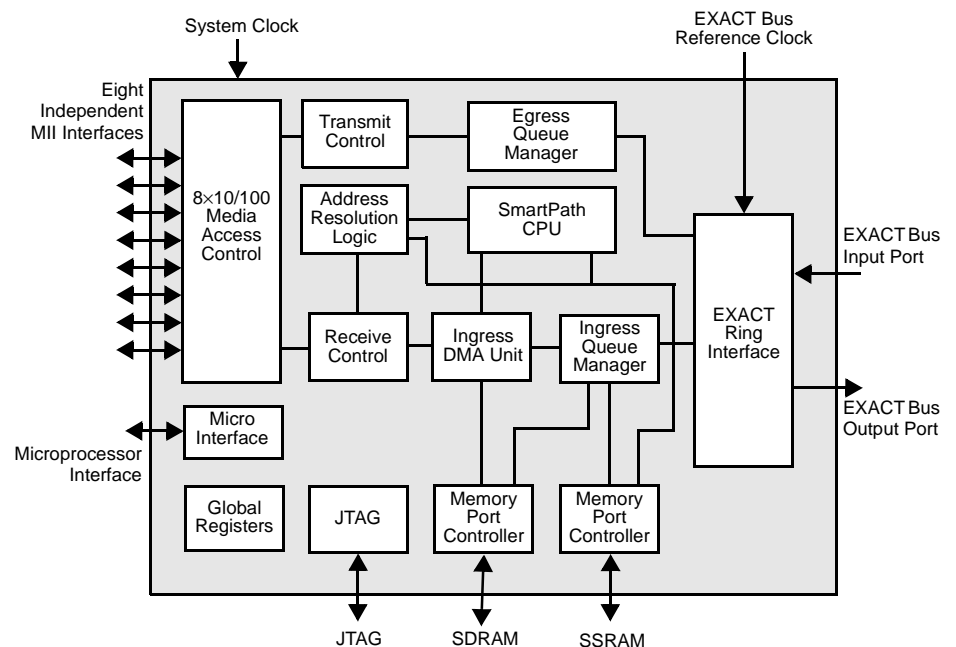 System Clock
EXACT Bus
Reference Clock
Eight
Independent
MII Interfaces
8×10/100
Media
Access
Control
Transmit
Control
Egress
Queue
Manager
Address
Resolution
Logic
SmartPath
CPU
EXACT Bus
Input Port
EXACT
Ring
Interface
Receive
Control
Ingress
DMA Unit
Ingress
Queue
Manager
EXACT Bus
Output Port
Micro
Interface
Microprocessor
Interface
Global
Registers
JTAG
Memory
Port
Controller
Memory
Port
Controller
JTAG
SDRAM
SSRAM